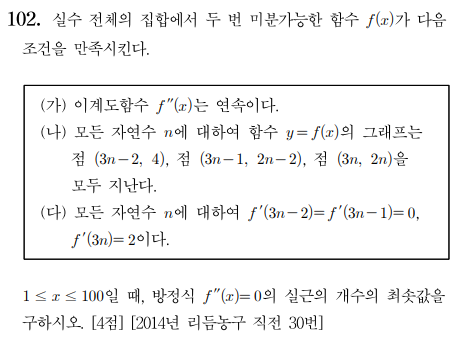 102. 실수 전체의 집합에서 두 번 미분가능한 함수 f(x)가 다음
조건을 만족시킨다.
(가) 이계도함수 f″(x)는 연속이다.
(나) 모든 자연수 n에 대하여 함수 y=f(x)의 그래프는
점 (3n-2, 4), 점 (3n-1, 2n-2), 점 (3n, 2n)을
모두 지난다.
(다) 모든 자연수 n에 대하여 f′(3n-2)=f′(3n-1)=0,
f′(3n)=2이다.
1≤x≤100일 때, 방정식 f″(x)=0의 실근의 개수의 최솟값을
구하시오. [4점] [2014년 리듬농구 직전 30번]